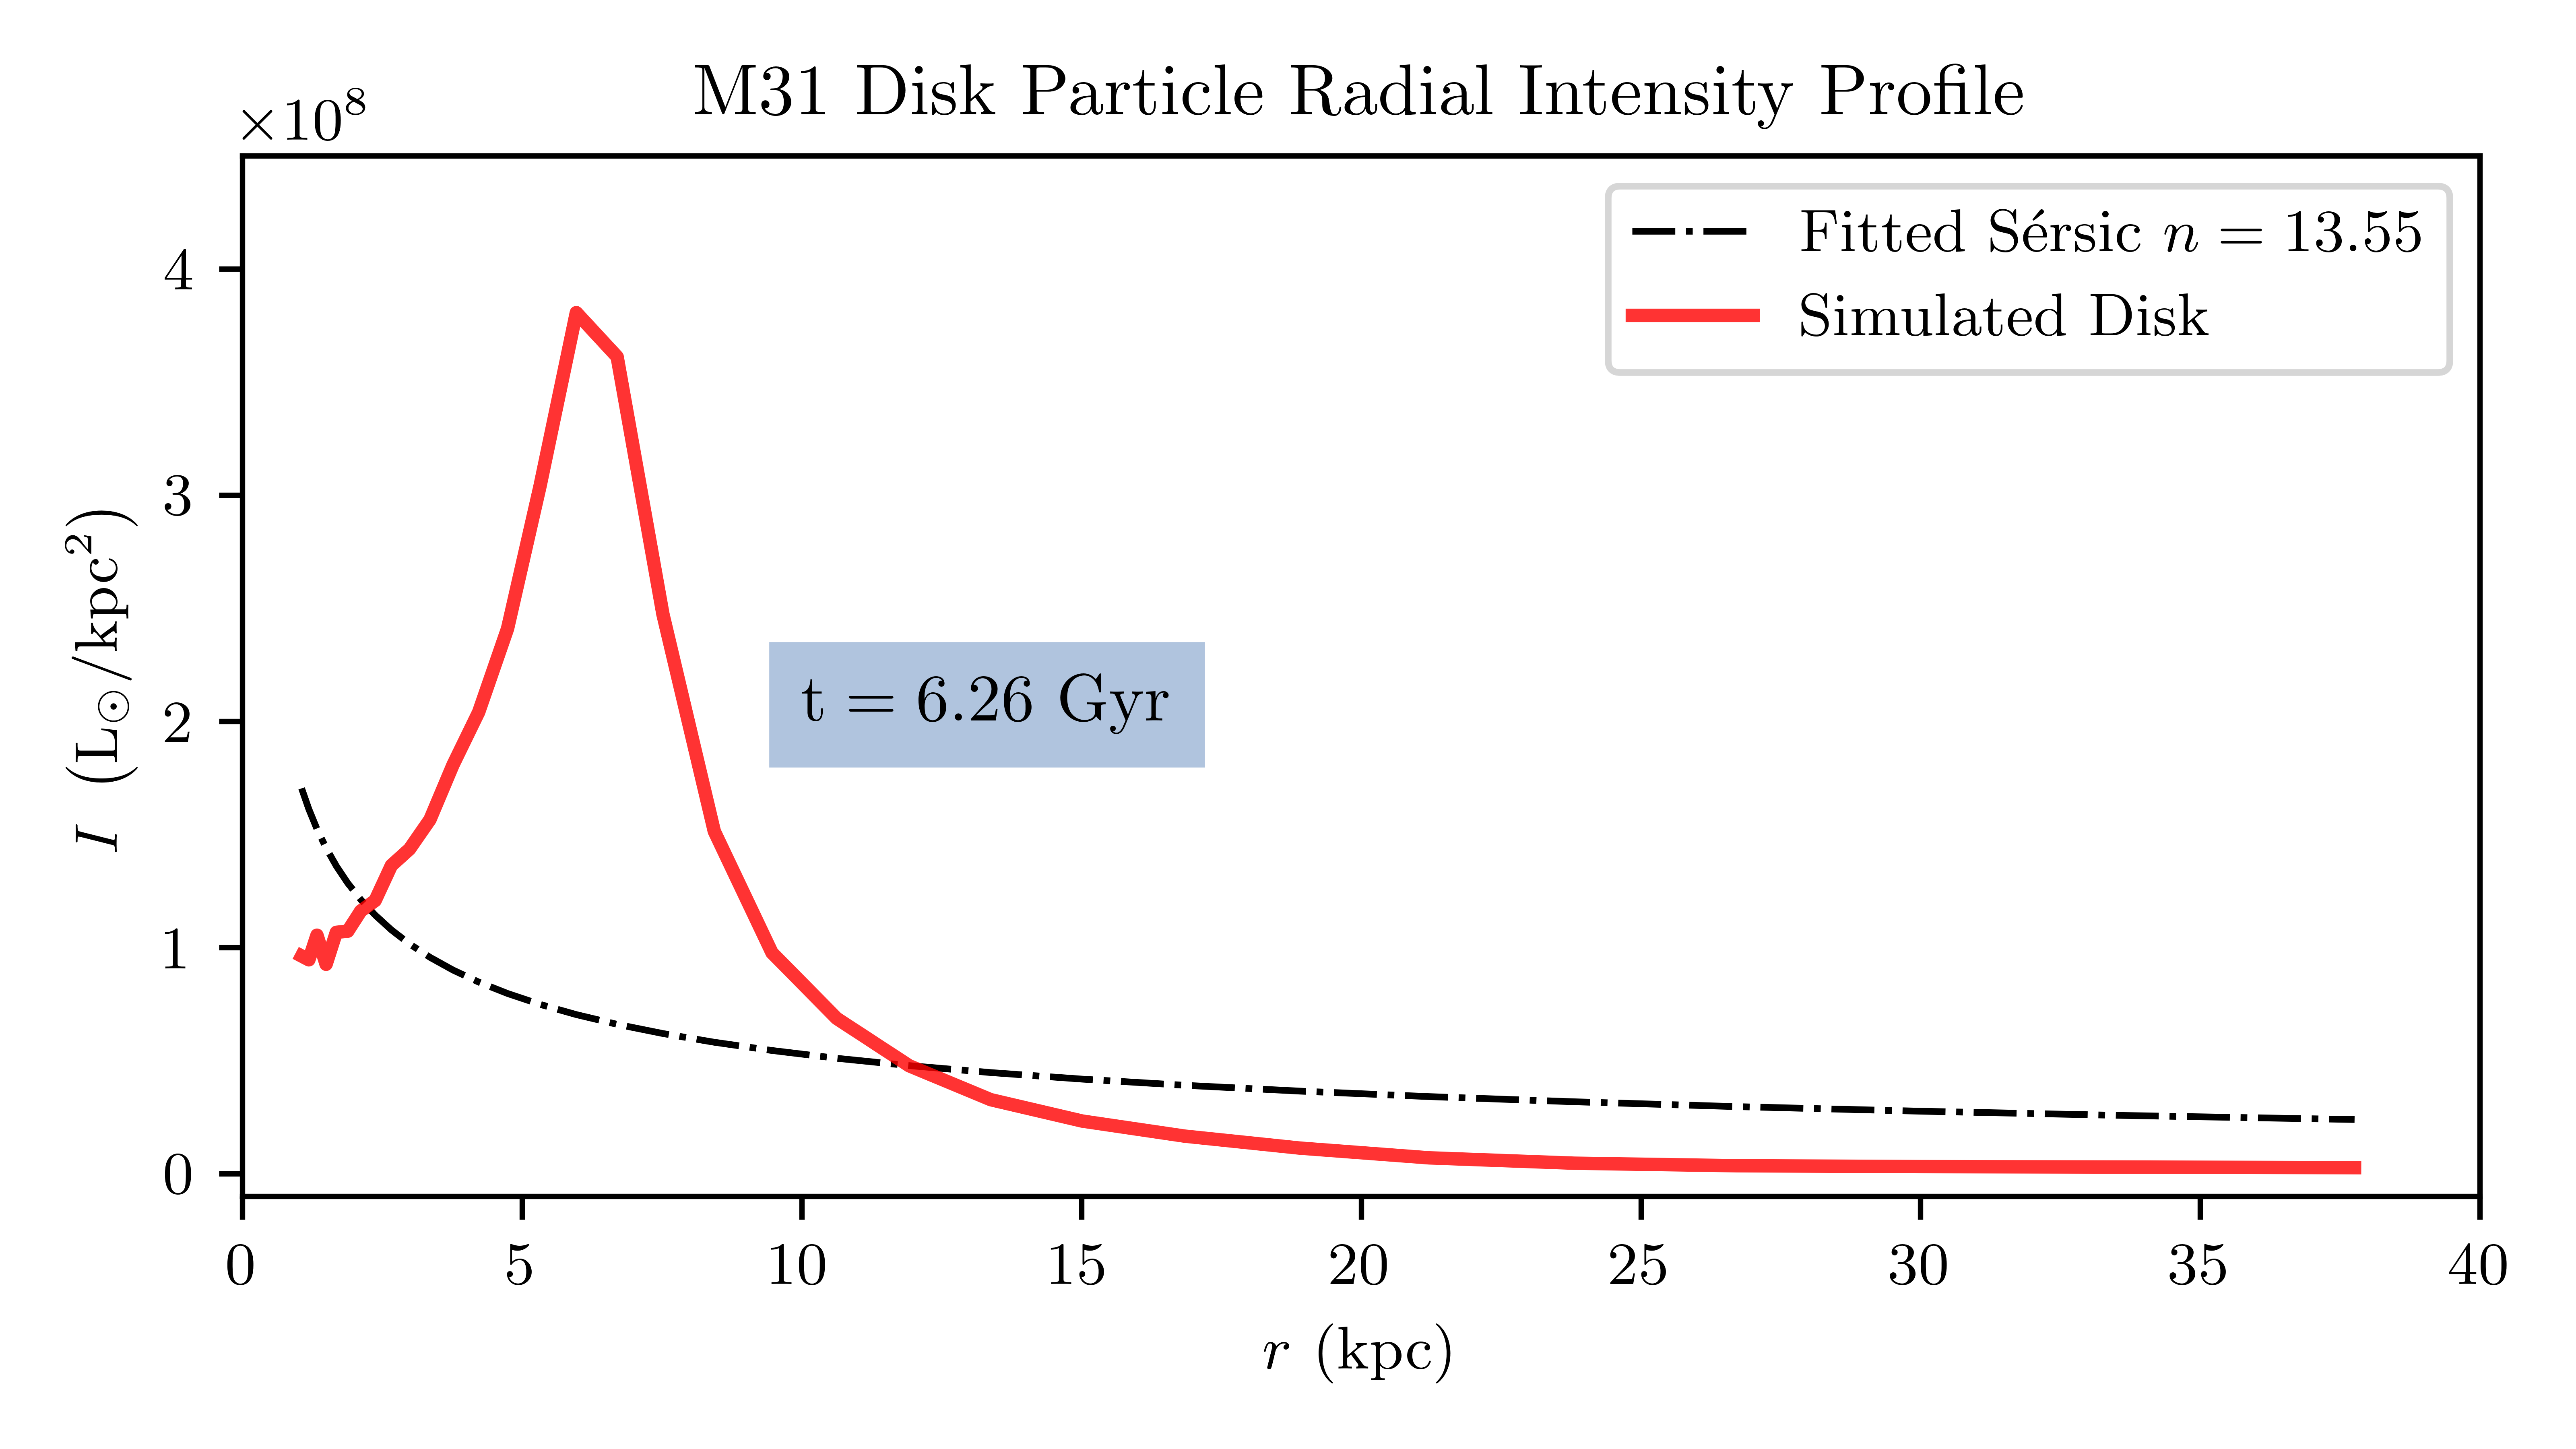 M31 Disk Particle Radial Intensity Profile
×10⁸
Fitted Sérsic n = 13.55
Simulated Disk
t = 6.26 Gyr
I (L⊙/kpc²)
4
3
2
1
0
0 5 10 15 20 25 30 35 40
r (kpc)